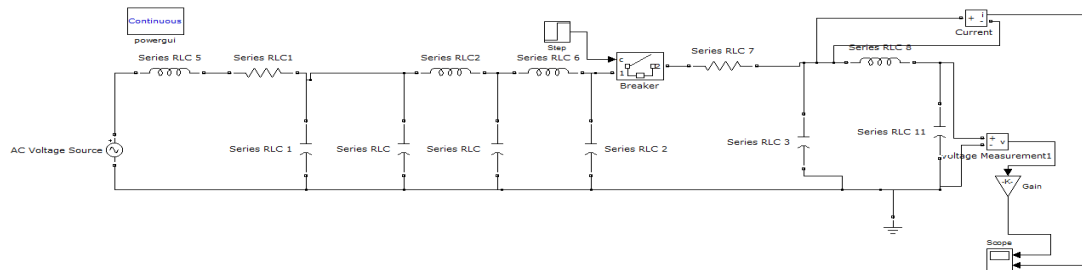 Continuous
powergui
Step
Series RLC 5
Series RLC1
Series RLC2
Series RLC 6
c
1
2
Breaker
Series RLC 7
+
-
i
Current
Series RLC 8
AC Voltage Source
+
Series RLC 1
Series RLC
Series RLC
Series RLC 2
Series RLC 3
Series RLC 11
+
-
v
oltage Measurement1
-K-
Gain
Scope